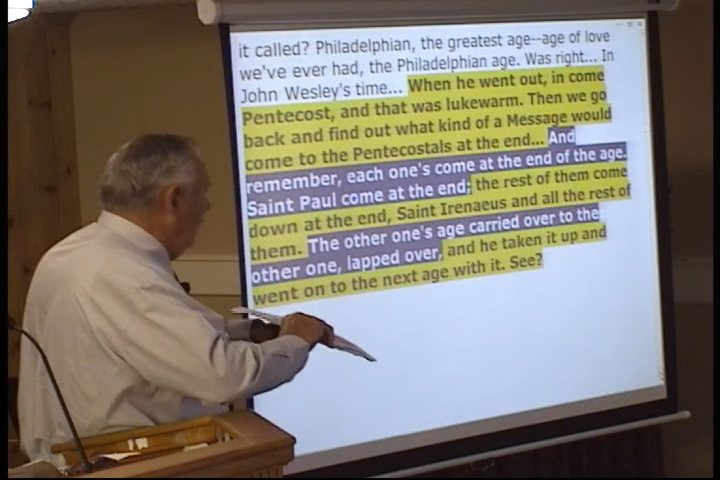 it called? Philadelphian, the greatest age--age of love
we've ever had, the Philadelphian age. Was right... In
John Wesley's time... When he went out, in come
Pentecost, and that was lukewarm. Then we go
back and find out what kind of a Message would
come to the Pentecostals at the end... And
remember, each one's come at the end of the age.
Saint Paul come at the end; the rest of them come
down at the end, Saint Irenaeus and all the rest of
them. The other one's age carried over to the
other one, lapped over, and he taken it up and
went on to the next age with it. See?